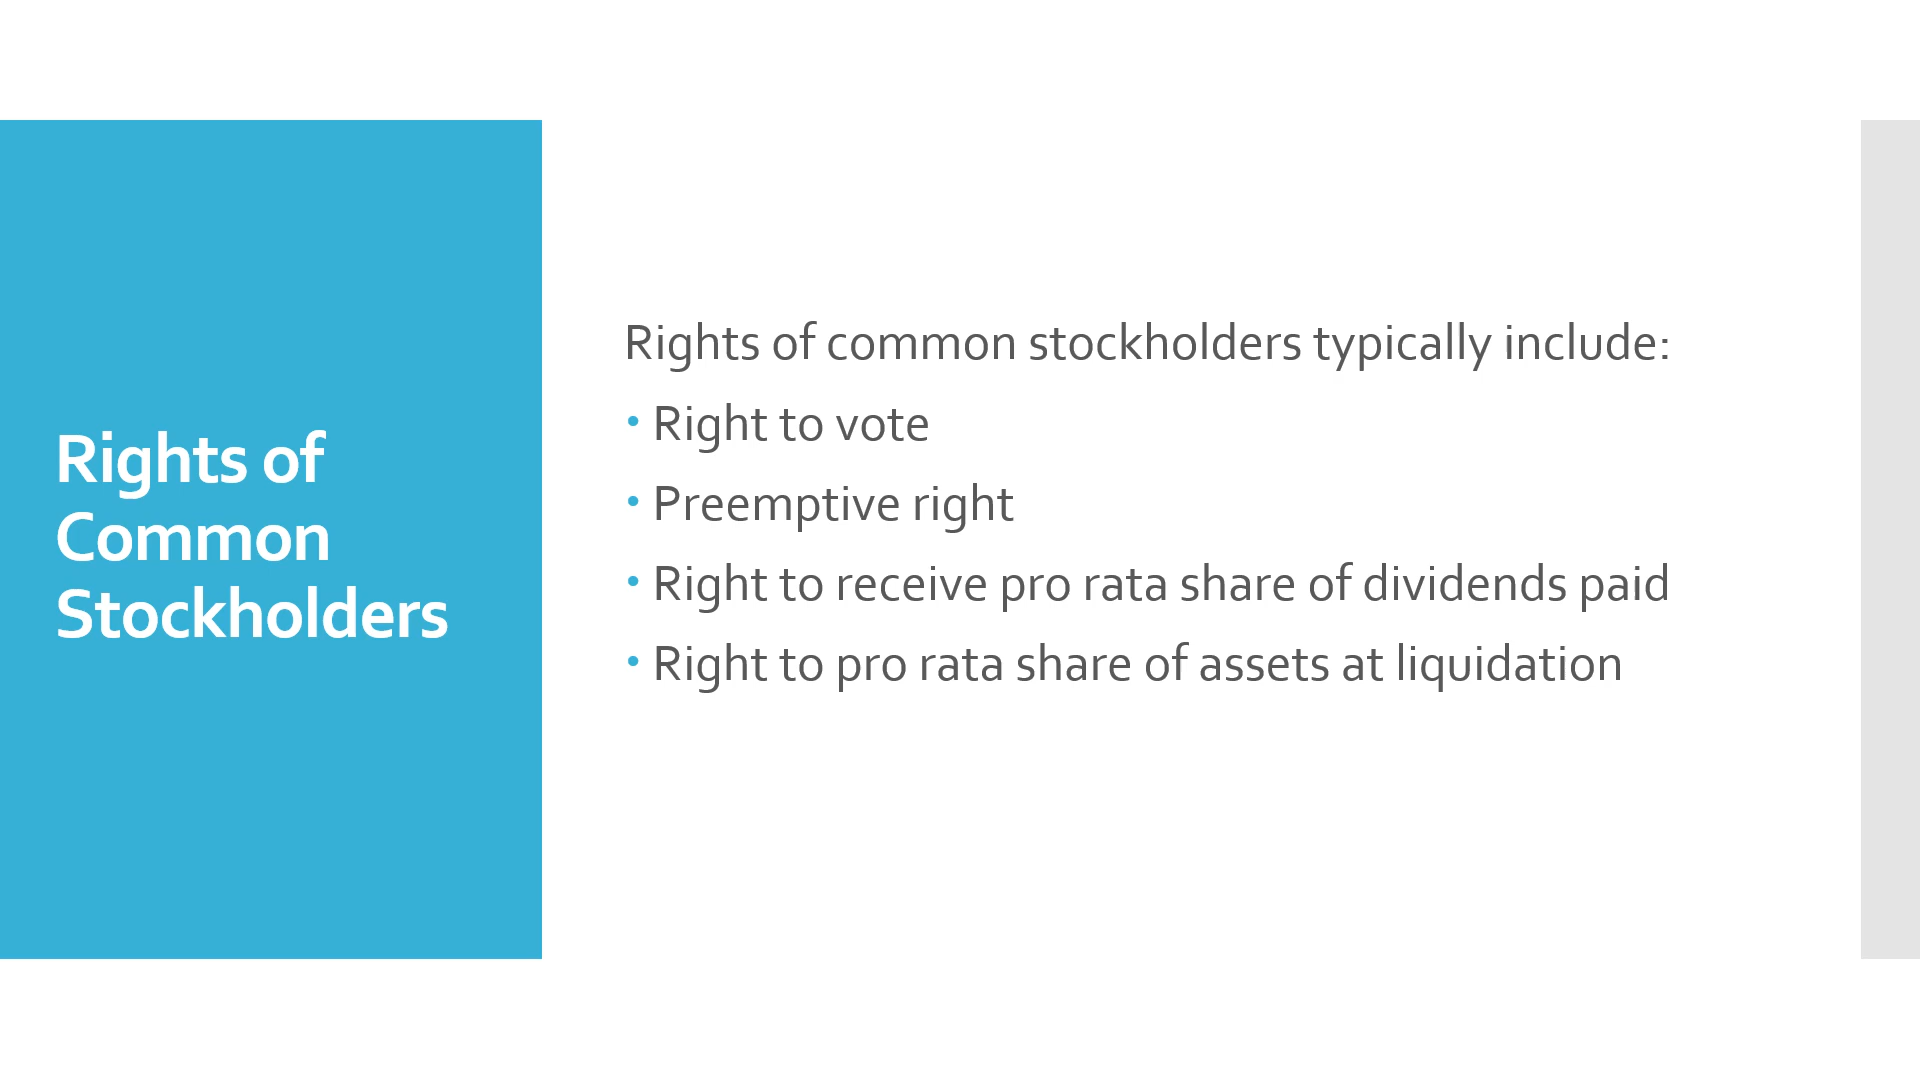 Rights of
Common
Stockholders
Rights of common stockholders typically include:
• Right to vote
• Preemptive right
• Right to receive pro rata share of dividends paid
• Right to pro rata share of assets at liquidation